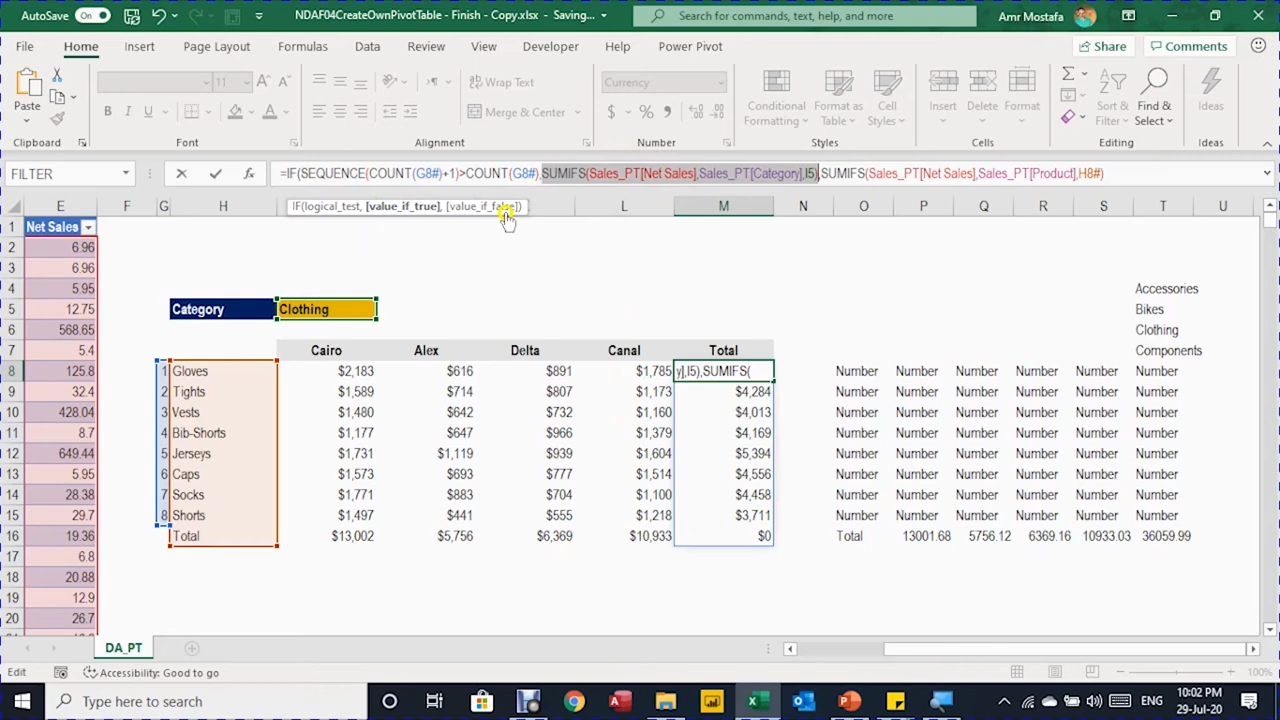 AutoSave On NDAF04CreateOwnPivotTable - Finish - Copy.xlsx - Saving... Search for commands, text, help, and more Amr Mostafa
File Home Insert Page Layout Formulas Data Review View Developer Help Power Pivot Share Comments
Paste 11 A A Wrap Text Currency Conditional Format as Cell Insert Delete Format Sort & Find & Ideas
B I U A Merge & Center $ % Formatting Table Styles Filter Select
Clipboard Font Alignment Number Styles Cells Editing Ideas
FILTER fx =IF(SEQUENCE(COUNT(G8#)+1)>COUNT(G8#),SUMIFS(Sales_PT[Net Sales],Sales_PT[Category],I5),SUMIFS(Sales_PT[Net Sales],Sales_PT[Product],H8#)
IF(logical_test, [value_if_true], [value_if_false])
E F G H L M N O P Q R S T U
1 Net Sales
2 6.96
3 6.96
4 5.95 Accessories
5 12.75 Category Clothing Bikes
6 568.65 Clothing
7 5.4 Cairo Alex Delta Canal Total Components
8 125.8 1 Gloves $2,183 $616 $891 $1,785 y],I5),SUMIFS( Number Number Number Number Number Number
9 32.4 2 Tights $1,589 $714 $807 $1,173 $4,284 Number Number Number Number Number Number
10 428.04 3 Vests $1,480 $642 $732 $1,160 $4,013 Number Number Number Number Number Number
11 8.7 4 Bib-Shorts $1,177 $647 $966 $1,379 $4,169 Number Number Number Number Number Number
12 649.44 5 Jerseys $1,731 $1,119 $939 $1,604 $5,394 Number Number Number Number Number Number
13 5.95 6 Caps $1,573 $693 $777 $1,514 $4,556 Number Number Number Number Number Number
14 28.38 7 Socks $1,771 $883 $704 $1,100 $4,458 Number Number Number Number Number Number
15 29.7 8 Shorts $1,497 $441 $555 $1,218 $3,711 Number Number Number Number Number Number
16 19.36 Total $13,002 $5,756 $6,369 $10,933 $0 Total 13001.68 5756.12 6369.16 10933.03 36059.99
17 6.8
18 20.88
19 12.9
20 26.7
DA_PT
Edit Accessibility: Good to go 100%
Type here to search ENG 10:02 PM
29-Jul-20